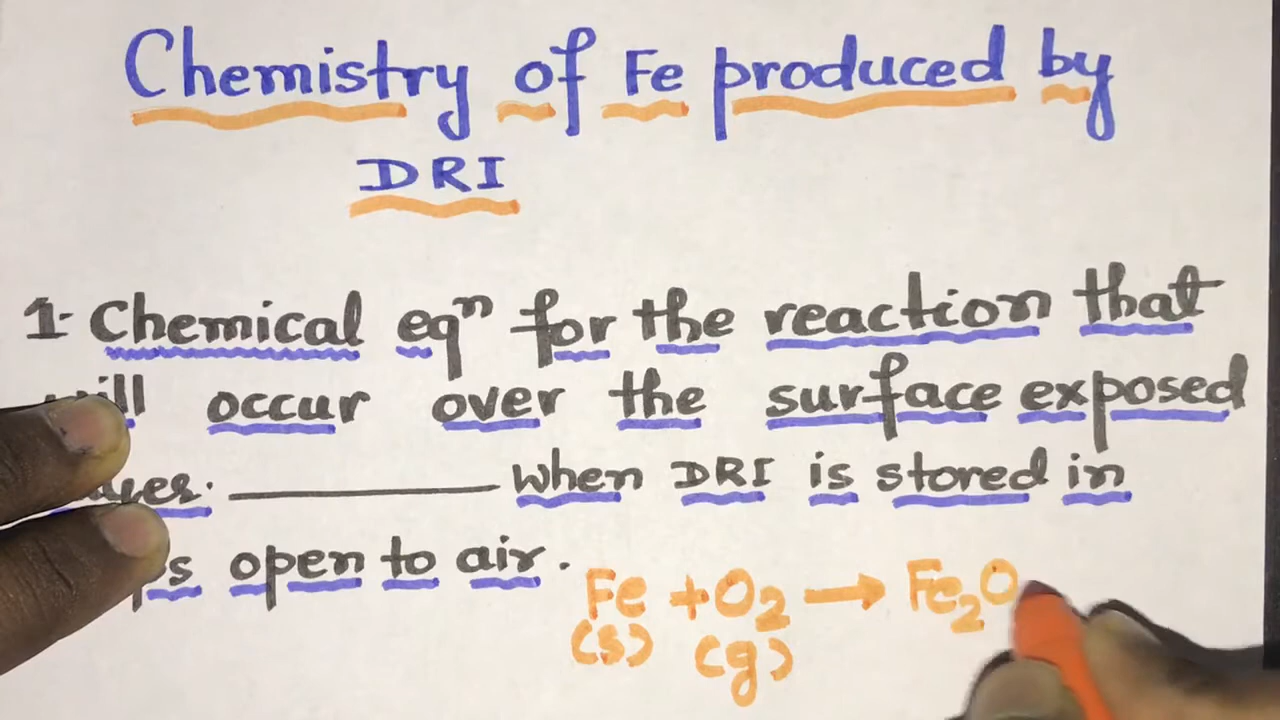 Chemistry of Fe produced by
DRI
1. Chemical eqⁿ for the reaction that
will occur over the surface exposed
when DRI is stored in
open to air.
Fe + O₂ → Fe₂O
(s) (g)